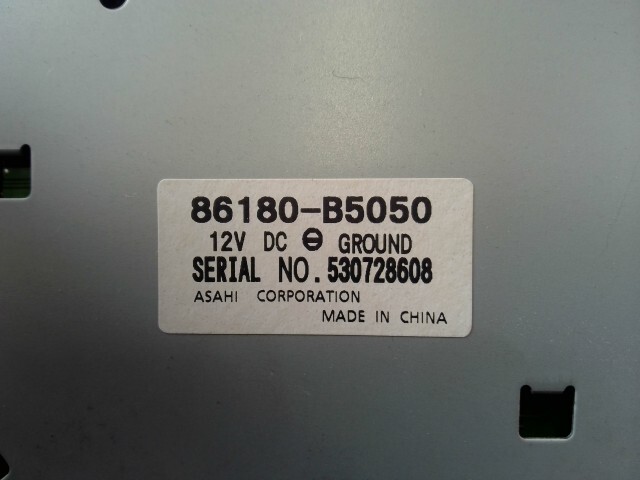 86180-B5050
12V DC ⊖ GROUND
SERIAL NO. 530728608
ASAHI CORPORATION
MADE IN CHINA